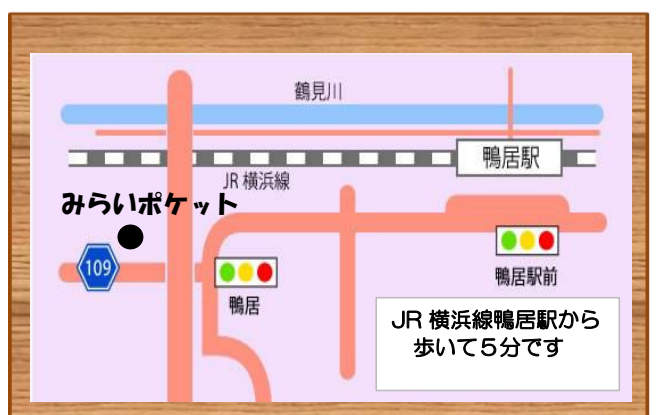 鶴見川
鴨居駅
JR 横浜線
みらいポケット
109
鴨居
鴨居駅前
JR 横浜線鴨居駅から
歩いて5分です